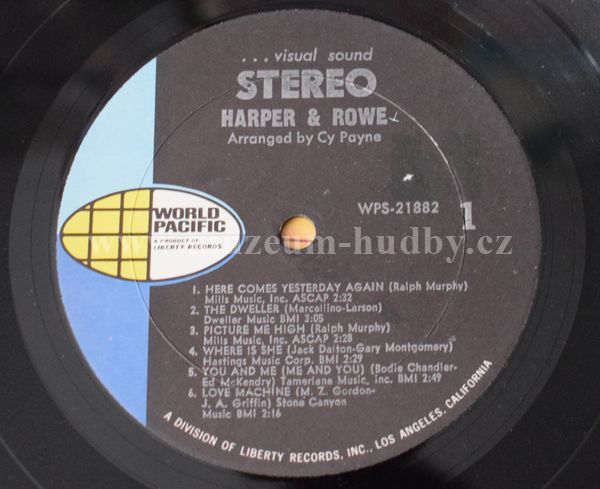 ...visual sound
STEREO
HARPER & ROWE
Arranged by Cy Payne
WPS-21882
1
WORLD
PACIFIC
A PRODUCT OF
LIBERTY RECORDS
www.muzeum-hudby.cz
1. HERE COMES YESTERDAY AGAIN (Ralph Murphy)
Mills Music, Inc. ASCAP 2:32
2. THE DWELLER (Marcellino-Larson)
Dweller Music BMI 3:05
3. PICTURE ME HIGH (Ralph Murphy)
Mills Music, Inc. ASCAP 2:28
4. WHERE IS SHE (Jack Dalton-Gary Montgomery)
Hastings Music Corp. BMI 2:29
5. YOU AND ME (ME AND YOU) (Bodie Chandler-
Ed McKendry) Tamerlane Music, Inc. BMI 2:49
6. LOVE MACHINE (M. Z. Gordon-
J. A. Griffin) Stone Canyon
Music BMI 2:16
A DIVISION OF LIBERTY RECORDS, INC., LOS ANGELES, CALIFORNIA